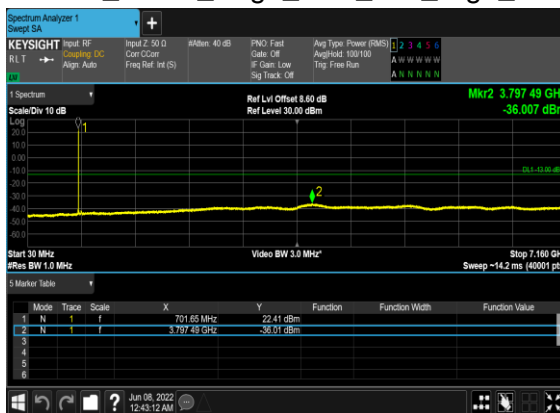 Spectrum Analyzer 1
Swept SA
KEYSIGHT
RLT
LXI
Input: RF
Coupling: DC
Align: Auto
Input Z: 50 Ω
Corr CCorr
Freq Ref: Int (S)
#Atten: 40 dB
PNO: Fast
Gate: Off
IF Gain: Low
Sig Track: Off
Avg Type: Power (RMS)
Avg|Hold: 100/100
Trig: Free Run
1 2 3 4 5 6
A W W W W W
A N N N N N
1 Spectrum
Scale/Div 10 dB
Ref Lvl Offset 8.60 dB
Ref Level 30.00 dBm
Mkr2 3.797 49 GH
-36.007 dBr
Log
20.0
10.0
0.00
-10.0
-20.0
-30.0
-40.0
-50.0
-60.0
1
2
DL1 -13.00 dB
Start 30 MHz
#Res BW 1.0 MHz
Video BW 3.0 MHz*
Stop 7.160 GH
Sweep ~14.2 ms (40001 pt
5 Marker Table
Mode Trace Scale X Y Function Function Width Function Value
1 N 1 f 701.65 MHz 22.41 dBm
2 N 1 f 3.797 49 GHz -36.01 dBm
3
4
5
6
? Jun 08, 2022
12:43:12 AM